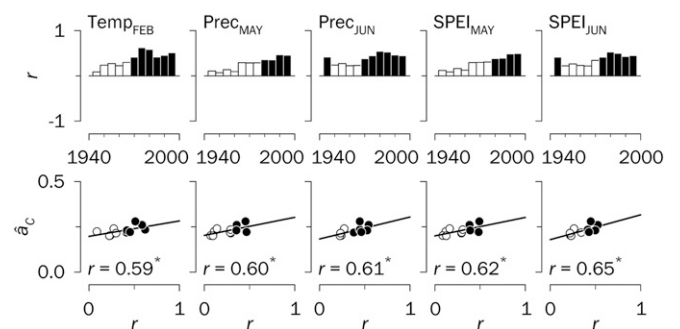 Temp_FEB Prec_MAY Prec_JUN SPEI_MAY SPEI_JUN
1
r
-1
1940 2000 1940 2000 1940 2000 1940 2000 1940 2000
0.5
â_C
0.0
r = 0.59* r = 0.60* r = 0.61* r = 0.62* r = 0.65*
0 1 0 1 0 1 0 1 0 1
r r r r r